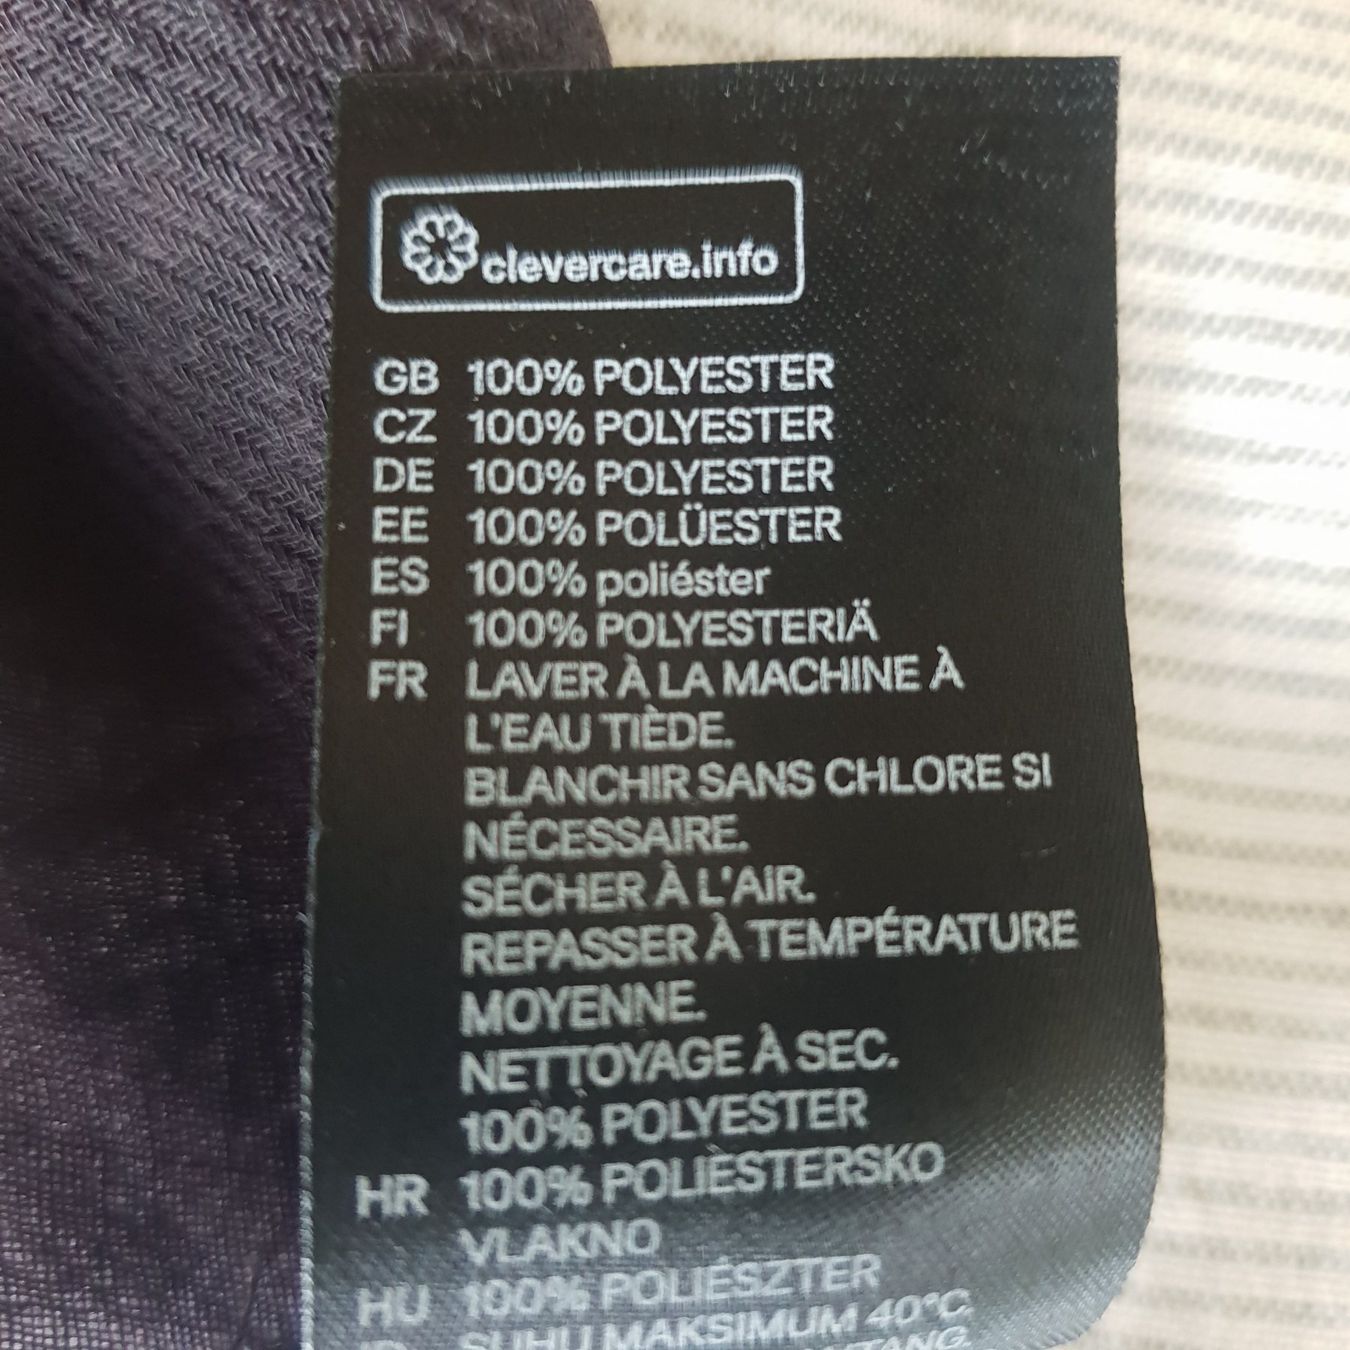 clevercare.info
GB 100% POLYESTER
CZ 100% POLYESTER
DE 100% POLYESTER
EE 100% POLÜESTER
ES 100% poliéster
FI 100% POLYESTERIÄ
FR LAVER À LA MACHINE À
L'EAU TIÈDE.
BLANCHIR SANS CHLORE SI
NÉCESSAIRE.
SÉCHER À L'AIR.
REPASSER À TEMPÉRATURE
MOYENNE.
NETTOYAGE À SEC.
100% POLYESTER
HR 100% POLIÈSTERSKO
VLAKNO
HU 100% POLIÉSZTER
ID SUHU MAKSIMUM 40°C.